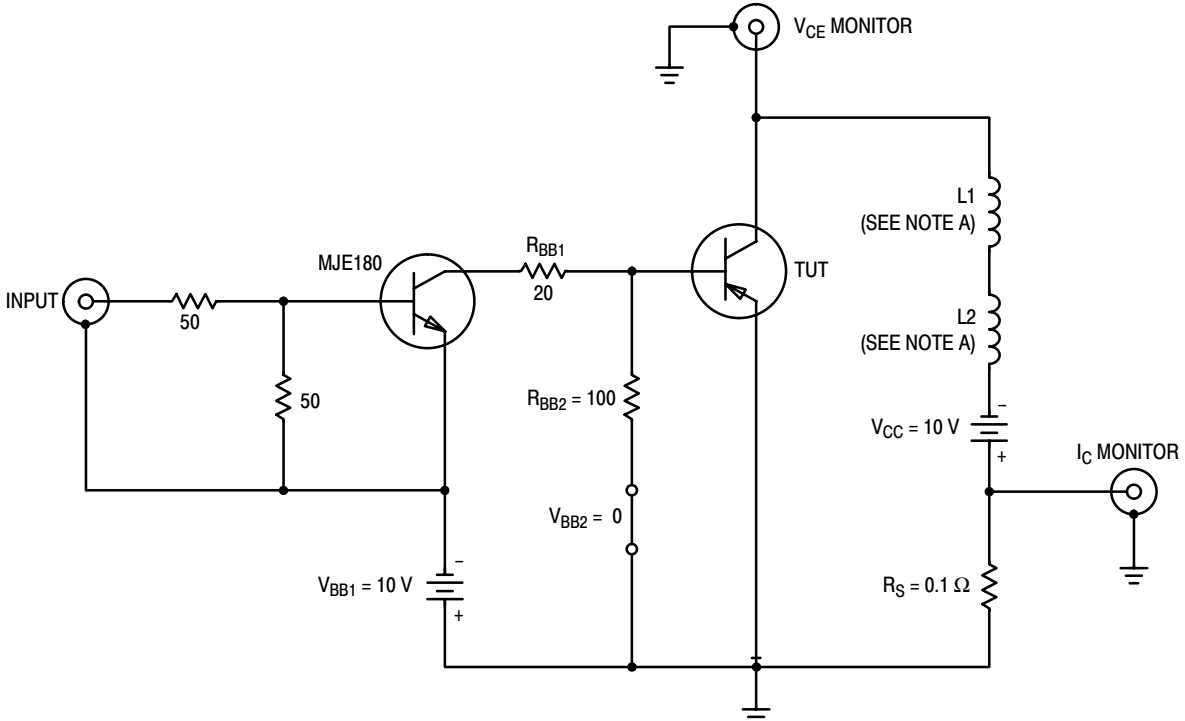 V_CE MONITOR
INPUT
50
50
MJE180
R_BB1
20
R_BB2 = 100
V_BB2 = 0
V_BB1 = 10 V
–
+
TUT
L1
(SEE NOTE A)
L2
(SEE NOTE A)
V_CC = 10 V
–
+
I_C MONITOR
R_S = 0.1 Ω